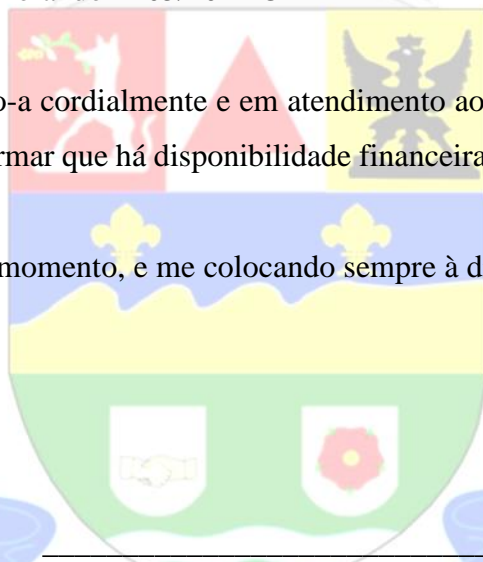 o-a cordialmente e em atendimento ao
rmar que há disponibilidade financeira
momento, e me colocando sempre à d